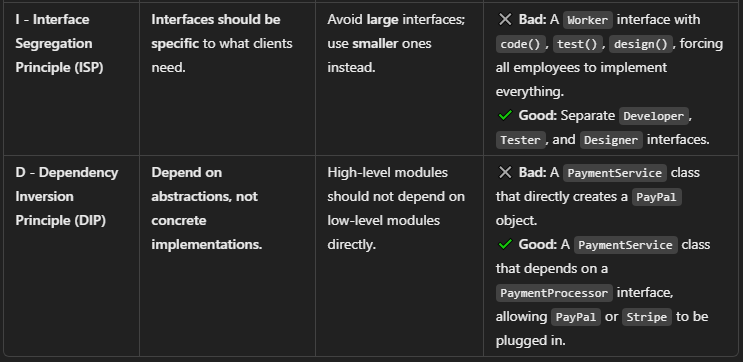 I - Interface
Segregation
Principle (ISP)
Interfaces should be
specific to what clients
need.
Avoid large interfaces;
use smaller ones
instead.
❌ Bad: A Worker interface with
code(), test(), design(), forcing
all employees to implement
everything.
✔ Good: Separate Developer,
Tester, and Designer interfaces.
D - Dependency
Inversion
Principle (DIP)
Depend on
abstractions, not
concrete
implementations.
High-level modules
should not depend on
low-level modules
directly.
❌ Bad: A PaymentService class
that directly creates a PayPal
object.
✔ Good: A PaymentService class
that depends on a
PaymentProcessor interface,
allowing PayPal or Stripe to be
plugged in.